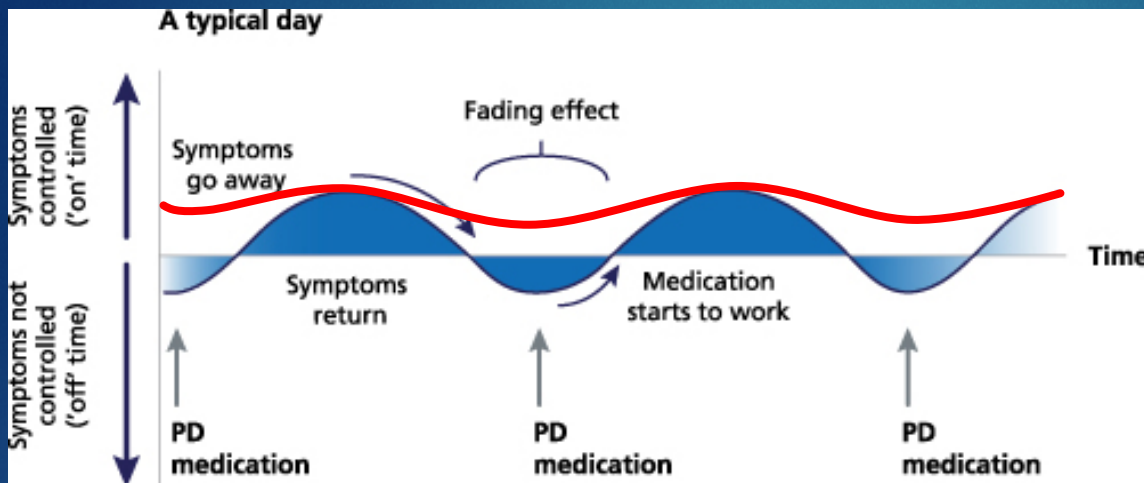 A typical day
Symptoms
controlled
('on' time)
Symptoms not
controlled
('off' time)
Symptoms
go away
Fading effect
Time
Symptoms
return
Medication
starts to work
PD
medication
PD
medication
PD
medication